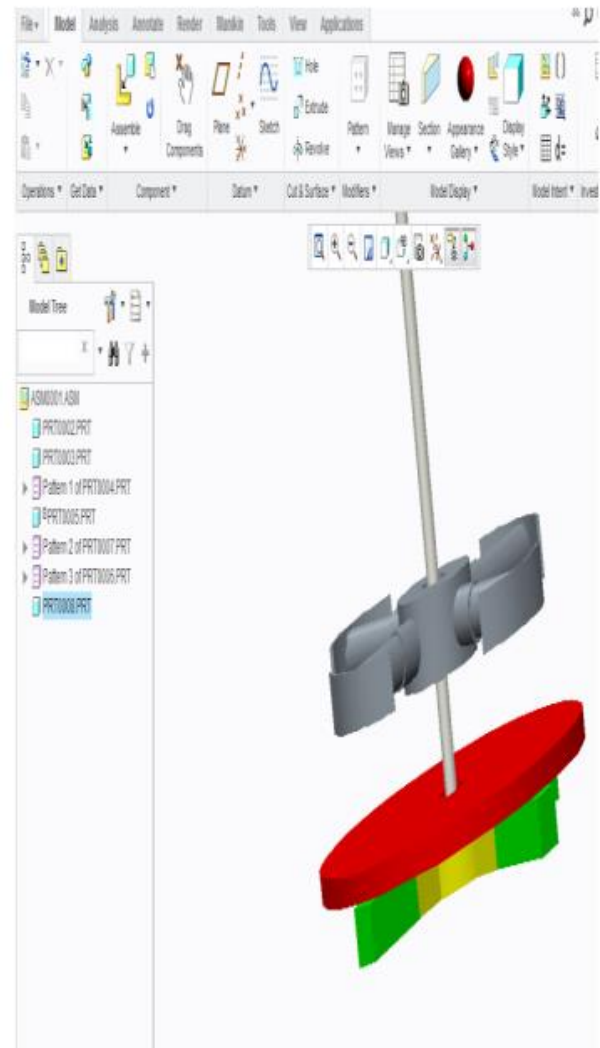 File Model Analysis Annotate Render Manikin Tools View Applications
Hole
Extrude
Revolve
Assemble
Drag Components
Plane
Sketch
Pattern
Manage Views
Section
Appearance Gallery
Display Style
d=
Operations Get Data Component Datum Cut & Surface Modifiers Model Display Model Intent Invest
Model Tree
ASM0001.ASM
PRT0002.PRT
PRT0003.PRT
Pattern 1 of PRT0004.PRT
PRT0005.PRT
Pattern 2 of PRT0007.PRT
Pattern 3 of PRT0006.PRT
PRT0008.PRT